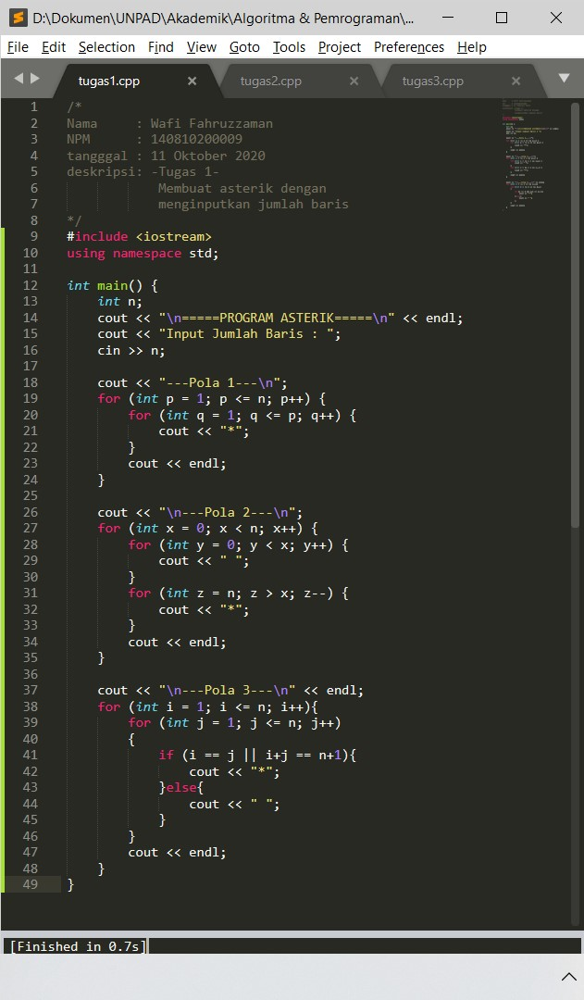 D:\Dokumen\UNPAD\Akademik\Algoritma & Pemrograman\...
File Edit Selection Find View Goto Tools Project Preferences Help
tugas1.cpp × tugas2.cpp × tugas3.cpp ×
1 /*
2 Nama     : Wafi Fahruzzaman
3 NPM      : 140810200009
4 tangggal : 11 Oktober 2020
5 deskripsi: -Tugas 1-
6             Membuat asterik dengan
7             menginputkan jumlah baris
8 */
9 #include <iostream>
10 using namespace std;
11
12 int main() {
13     int n;
14     cout << "\n=====PROGRAM ASTERIK=====\n" << endl;
15     cout << "Input Jumlah Baris : ";
16     cin >> n;
17
18     cout << "---Pola 1---\n";
19     for (int p = 1; p <= n; p++) {
20         for (int q = 1; q <= p; q++) {
21             cout << "*";
22         }
23         cout << endl;
24     }
25
26     cout << "\n---Pola 2---\n";
27     for (int x = 0; x < n; x++) {
28         for (int y = 0; y < x; y++) {
29             cout << " ";
30         }
31         for (int z = n; z > x; z--) {
32             cout << "*";
33         }
34         cout << endl;
35     }
36
37     cout << "\n---Pola 3---\n" << endl;
38     for (int i = 1; i <= n; i++){
39         for (int j = 1; j <= n; j++)
40         {
41             if (i == j || i+j == n+1){
42                 cout << "*";
43             }else{
44                 cout << " ";
45             }
46         }
47         cout << endl;
48     }
49 }
[Finished in 0.7s]